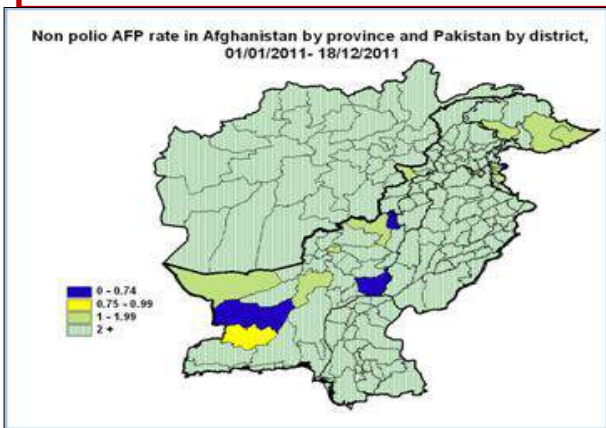 Non polio AFP rate in Afghanistan by province and Pakistan by district,
01/01/2011- 18/12/2011
0 - 0.74
0.75 - 0.99
1 - 1.99
2 +